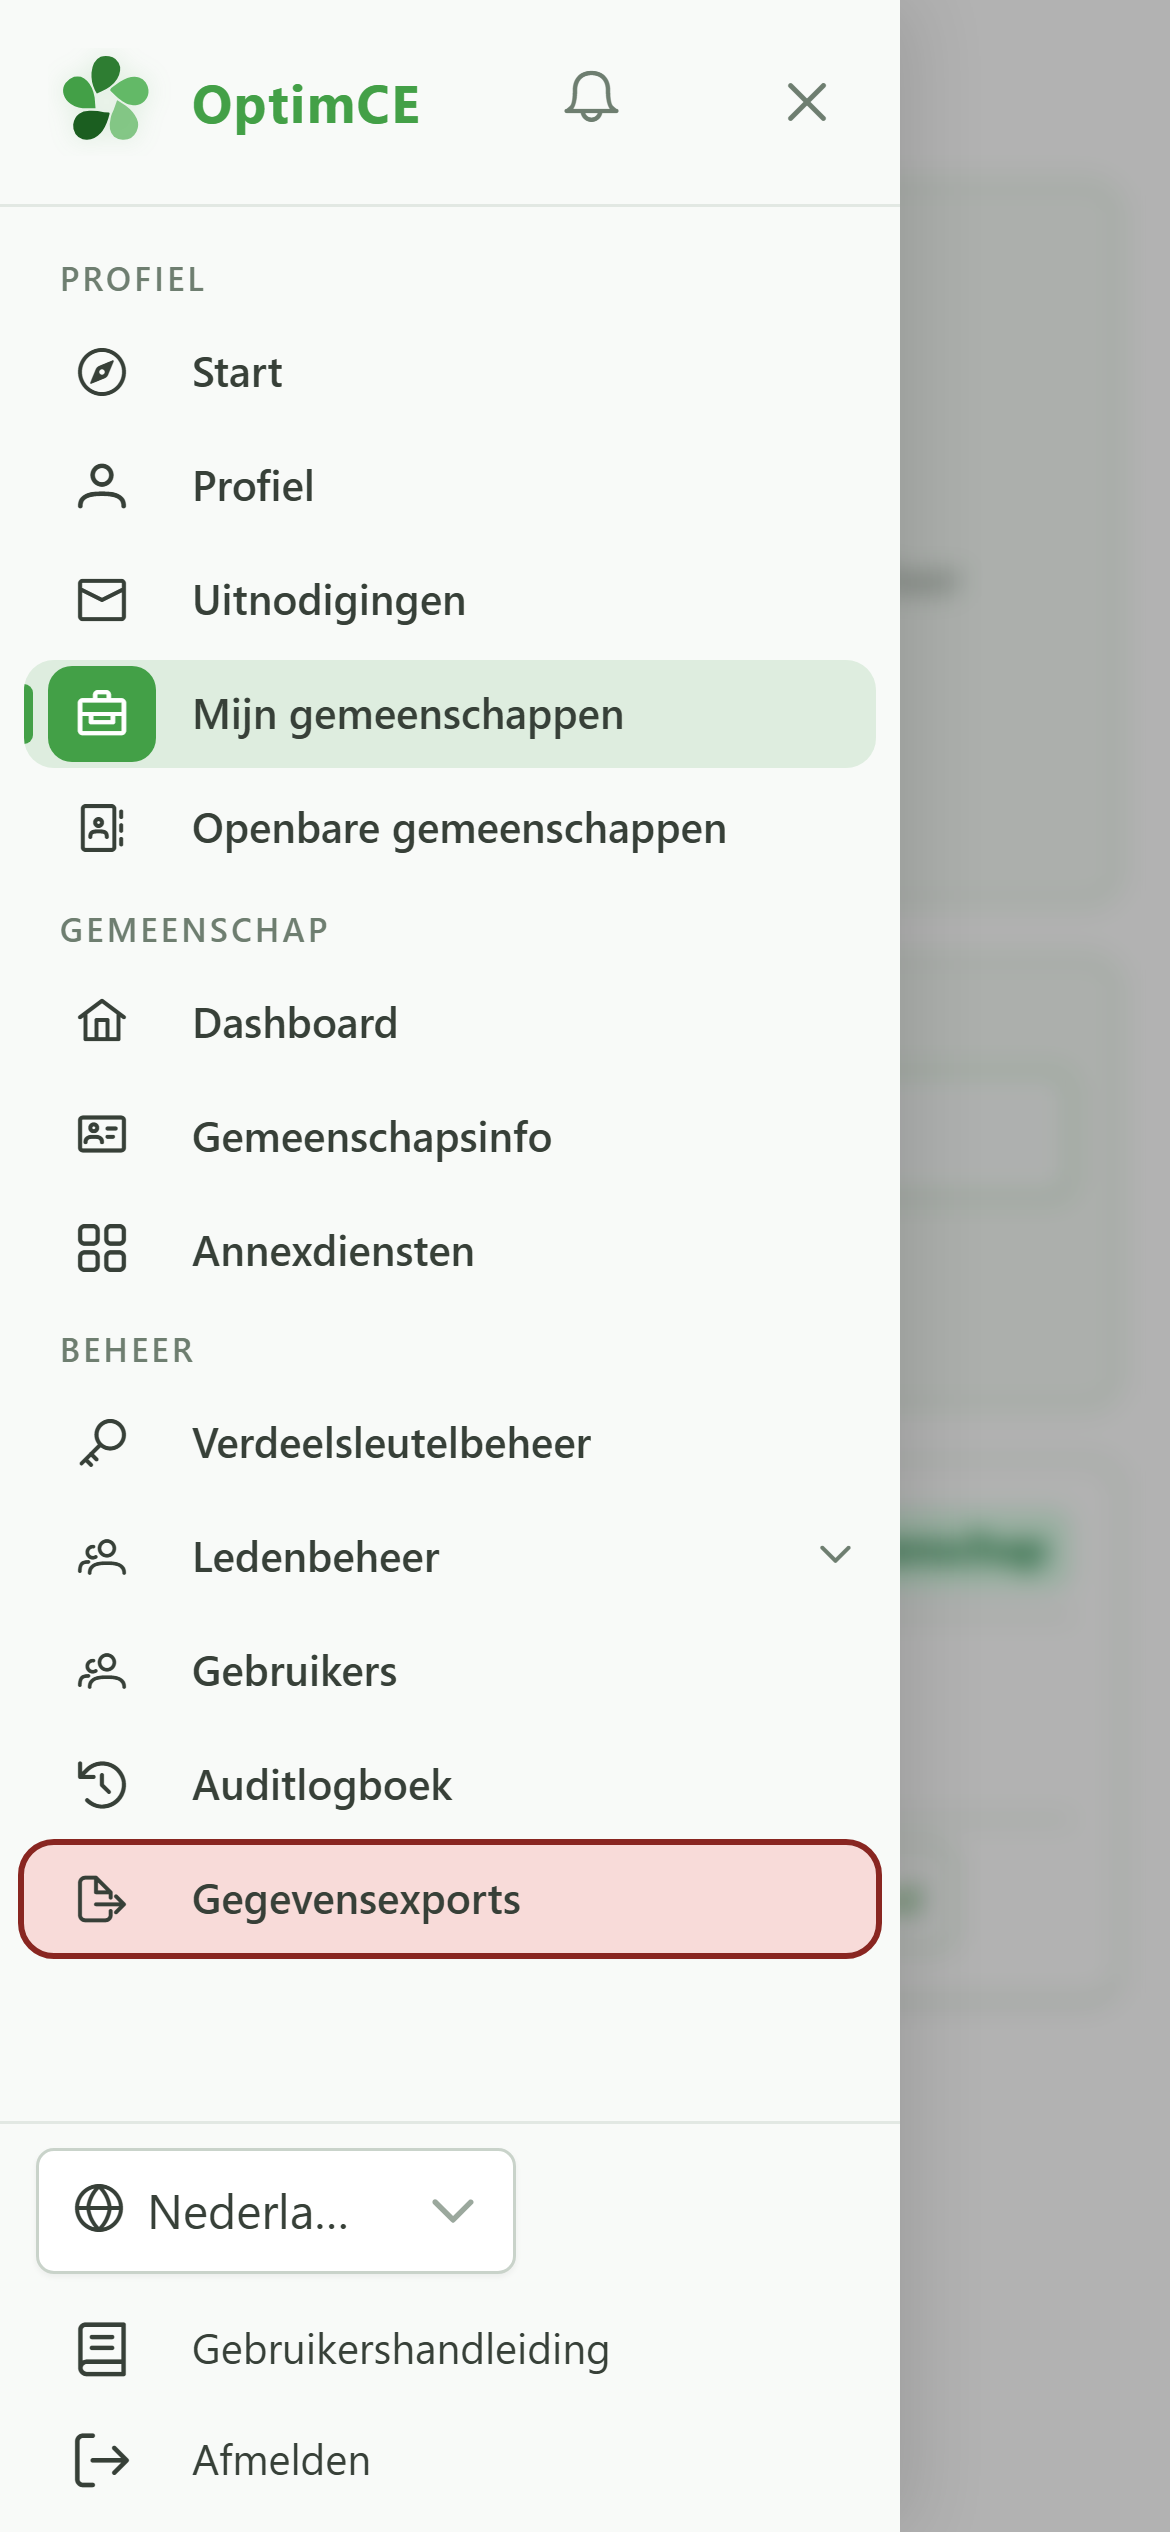 OptimCE
PROFIEL
Start
Profiel
Uitnodigingen
Mijn gemeenschappen
Openbare gemeenschappen
GEMEENSCHAP
Dashboard
Gemeenschapsinfo
Annexdiensten
BEHEER
Verdeelsleutelbeheer
Ledenbeheer
Gebruikers
Auditlogboek
Gegevensexports
Nederla...
Gebruikershandleiding
Afmelden